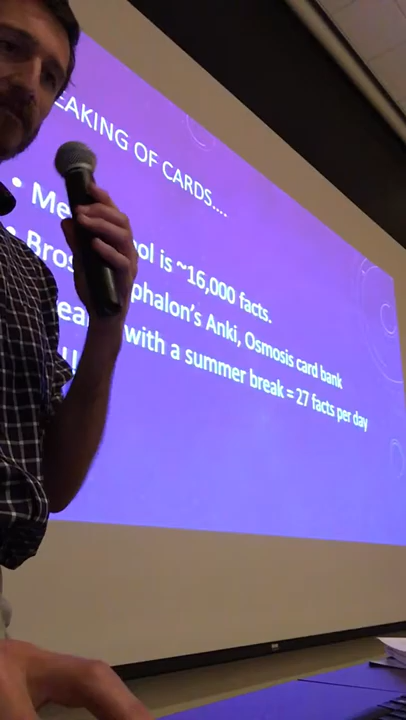 EAKING OF CARDS....
• Me ol is ~16,000 facts.
• Bros phalon's Anki, Osmosis card bank
with a summer break = 27 facts per day